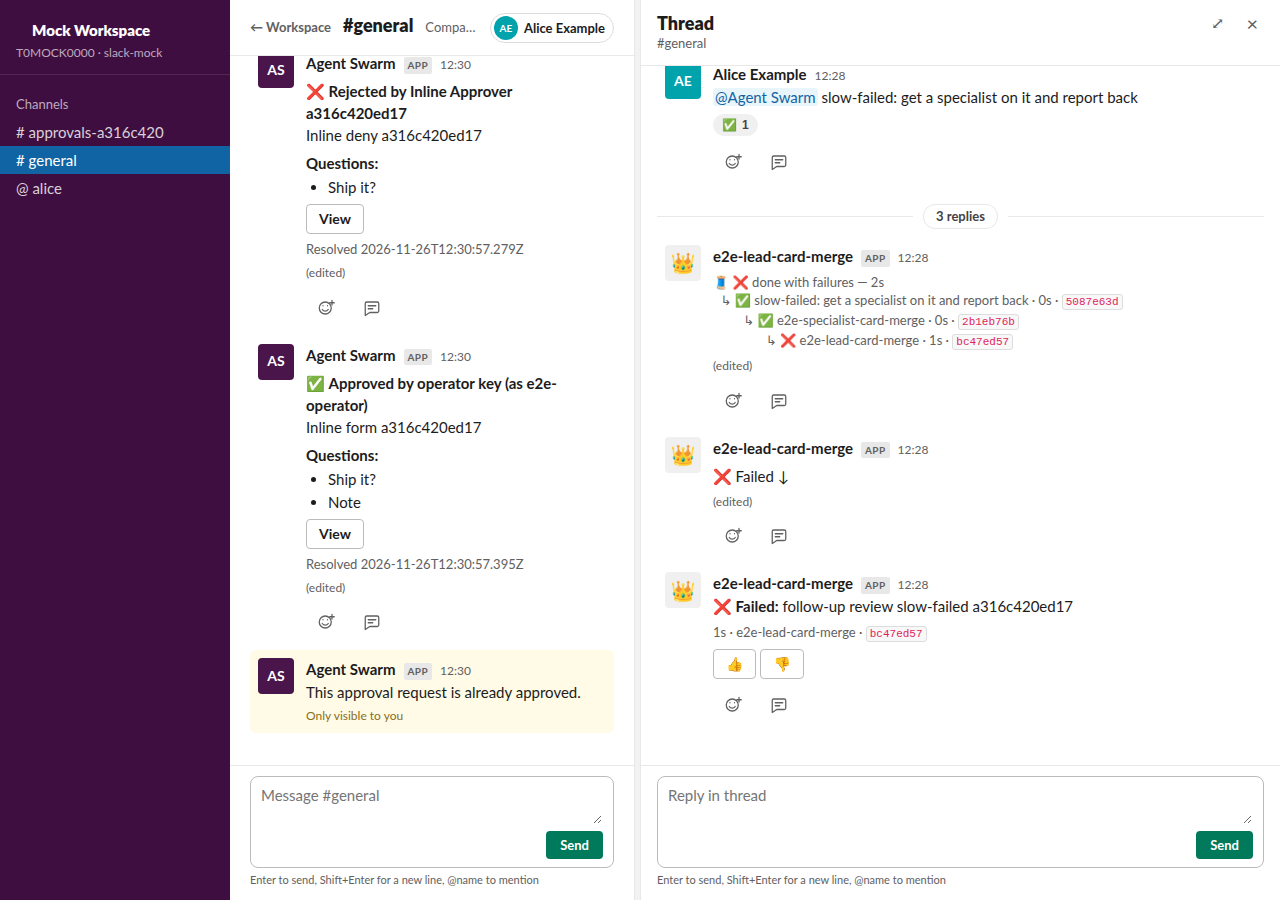 Mock Workspace
T0MOCK0000 · slack-mock
Channels
# approvals-a316c420
# general
@ alice
← Workspace #general Compa... AE Alice Example
AS Agent Swarm APP 12:30
❌ Rejected by Inline Approver
a316c420ed17
Inline deny a316c420ed17
Questions:
• Ship it?
View
Resolved 2026-11-26T12:30:57.279Z
(edited)
AS Agent Swarm APP 12:30
✅ Approved by operator key (as e2e-
operator)
Inline form a316c420ed17
Questions:
• Ship it?
• Note
View
Resolved 2026-11-26T12:30:57.395Z
(edited)
AS Agent Swarm APP 12:30
This approval request is already approved.
Only visible to you
Message #general
Send
Enter to send, Shift+Enter for a new line, @name to mention
Thread
#general
AE Alice Example 12:28
@Agent Swarm slow-failed: get a specialist on it and report back
✅ 1
3 replies
e2e-lead-card-merge APP 12:28
🧵 ❌ done with failures — 2s
↳ ✅ slow-failed: get a specialist on it and report back · 0s · 5087e63d
↳ ✅ e2e-specialist-card-merge · 0s · 2b1eb76b
↳ ❌ e2e-lead-card-merge · 1s · bc47ed57
(edited)
e2e-lead-card-merge APP 12:28
❌ Failed ↓
(edited)
e2e-lead-card-merge APP 12:28
❌ Failed: follow-up review slow-failed a316c420ed17
1s · e2e-lead-card-merge · bc47ed57
Reply in thread
Send
Enter to send, Shift+Enter for a new line, @name to mention